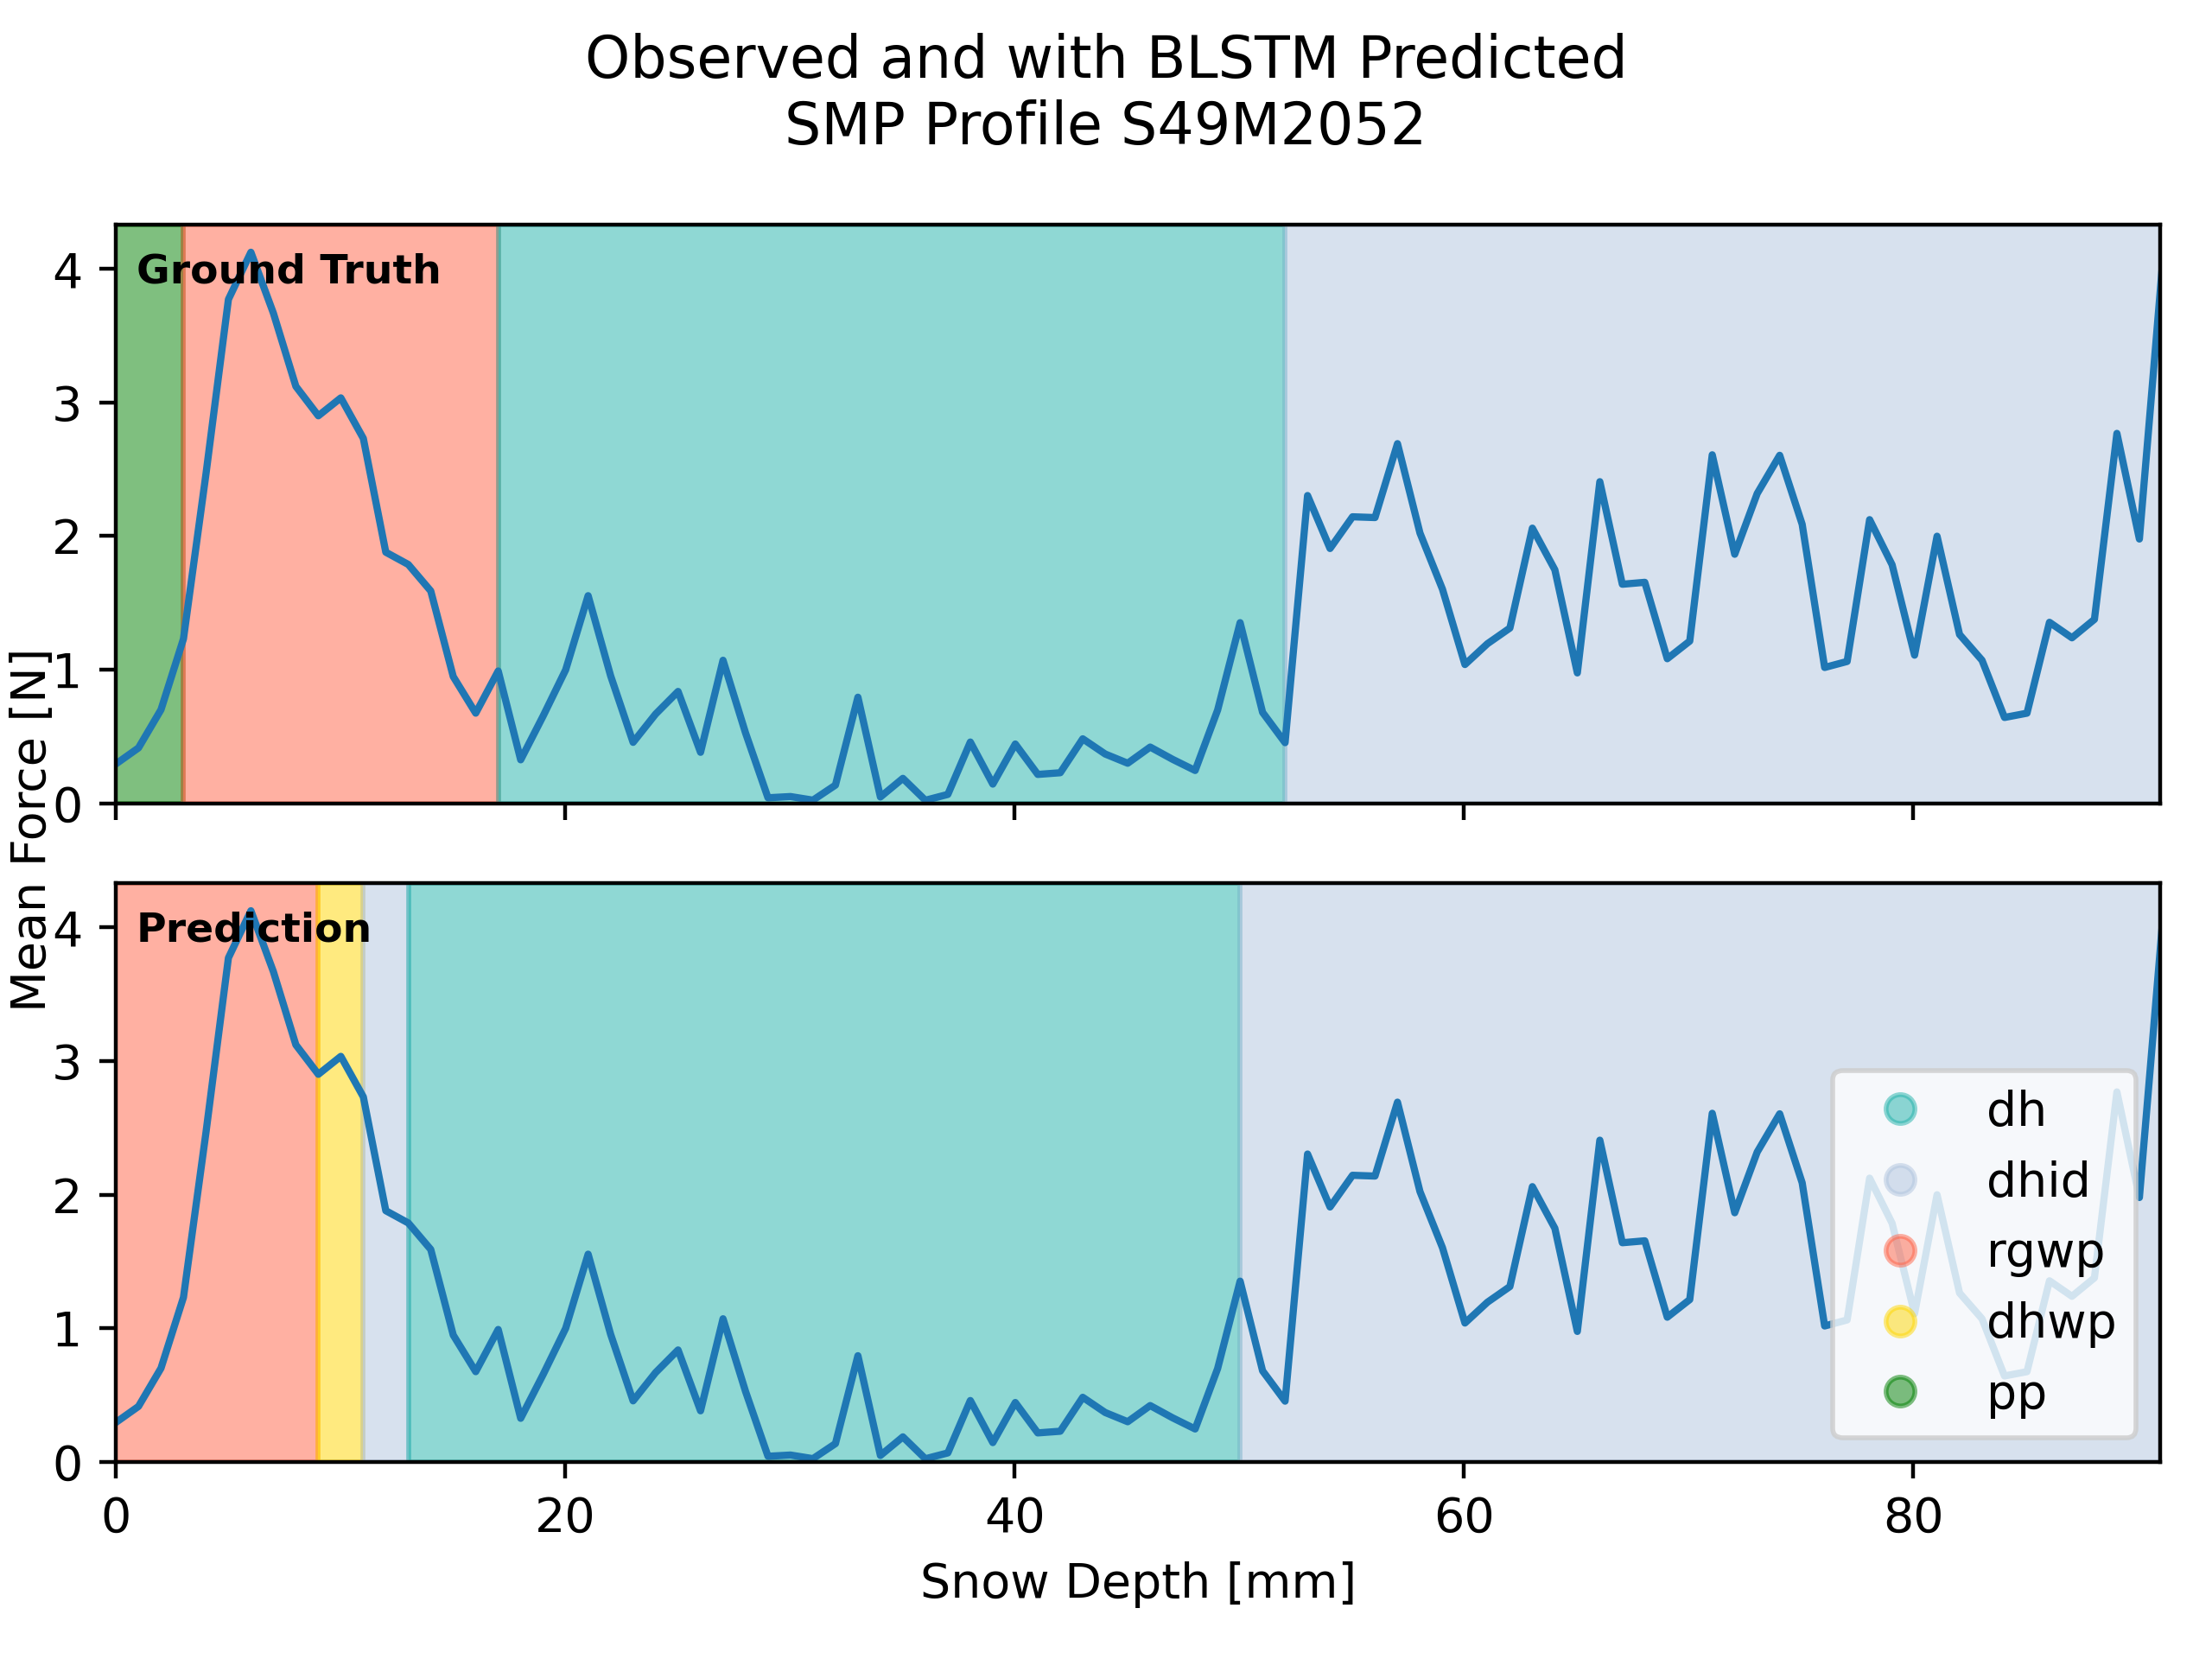 Observed and with BLSTM Predicted
SMP Profile S49M2052
Mean Force [N]
4
3
2
1
0
Ground Truth
4
3
2
1
0
Prediction
dh
dhid
rgwp
dhwp
pp
0 20 40 60 80
Snow Depth [mm]